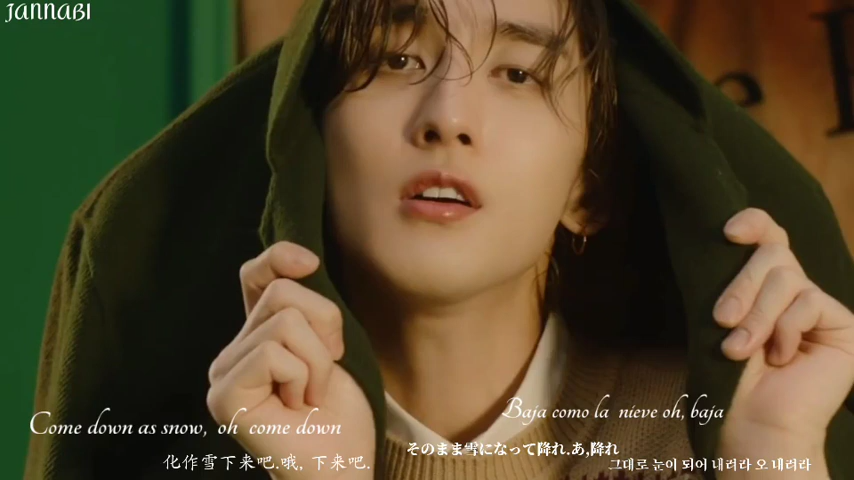 JANNABI
Come down as snow, oh come down
Baja como la nieve oh, baja
化作雪下来吧.哦, 下来吧.
そのまま雪になって降れ.あ,降れ
그대로 눈이 되어 내려라 오 내려라